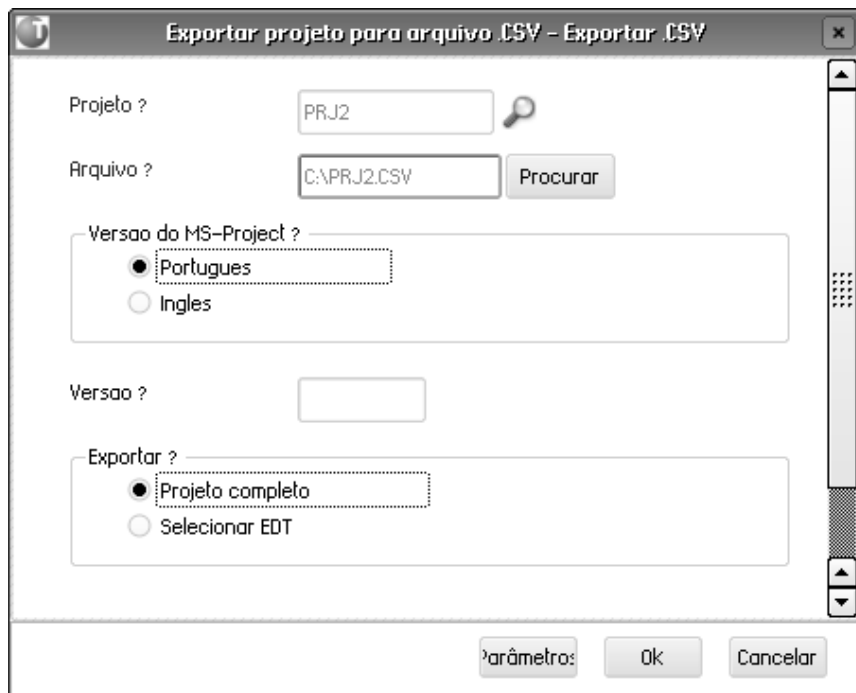 Exportar projeto para arquivo .CSV - Exportar .CSV
Projeto ?
PRJ2
Arquivo ?
C:\PRJ2.CSV
Procurar
Versao do MS-Project ?
Portugues
Ingles
Versao ?
Exportar ?
Projeto completo
Selecionar EDT
Parâmetros
Ok
Cancelar